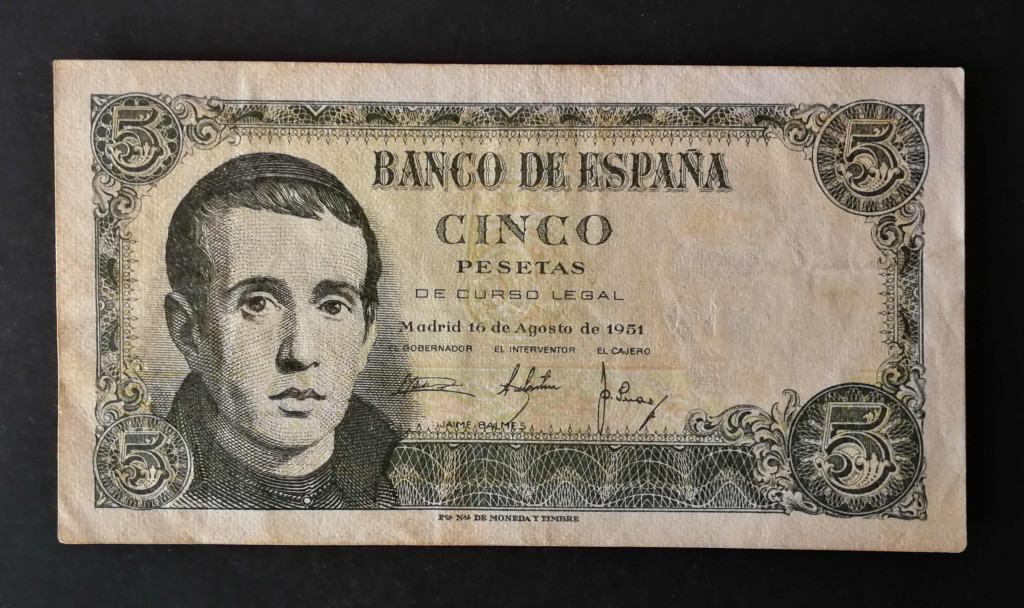 5
5
BANCO DE ESPAÑA
CINCO
PESETAS
DE CURSO LEGAL
Madrid 16 de Agosto de 1951
EL GOBERNADOR EL INTERVENTOR EL CAJERO
JAIME BALMES
5
5
Fca. Nal. DE MONEDA Y TIMBRE